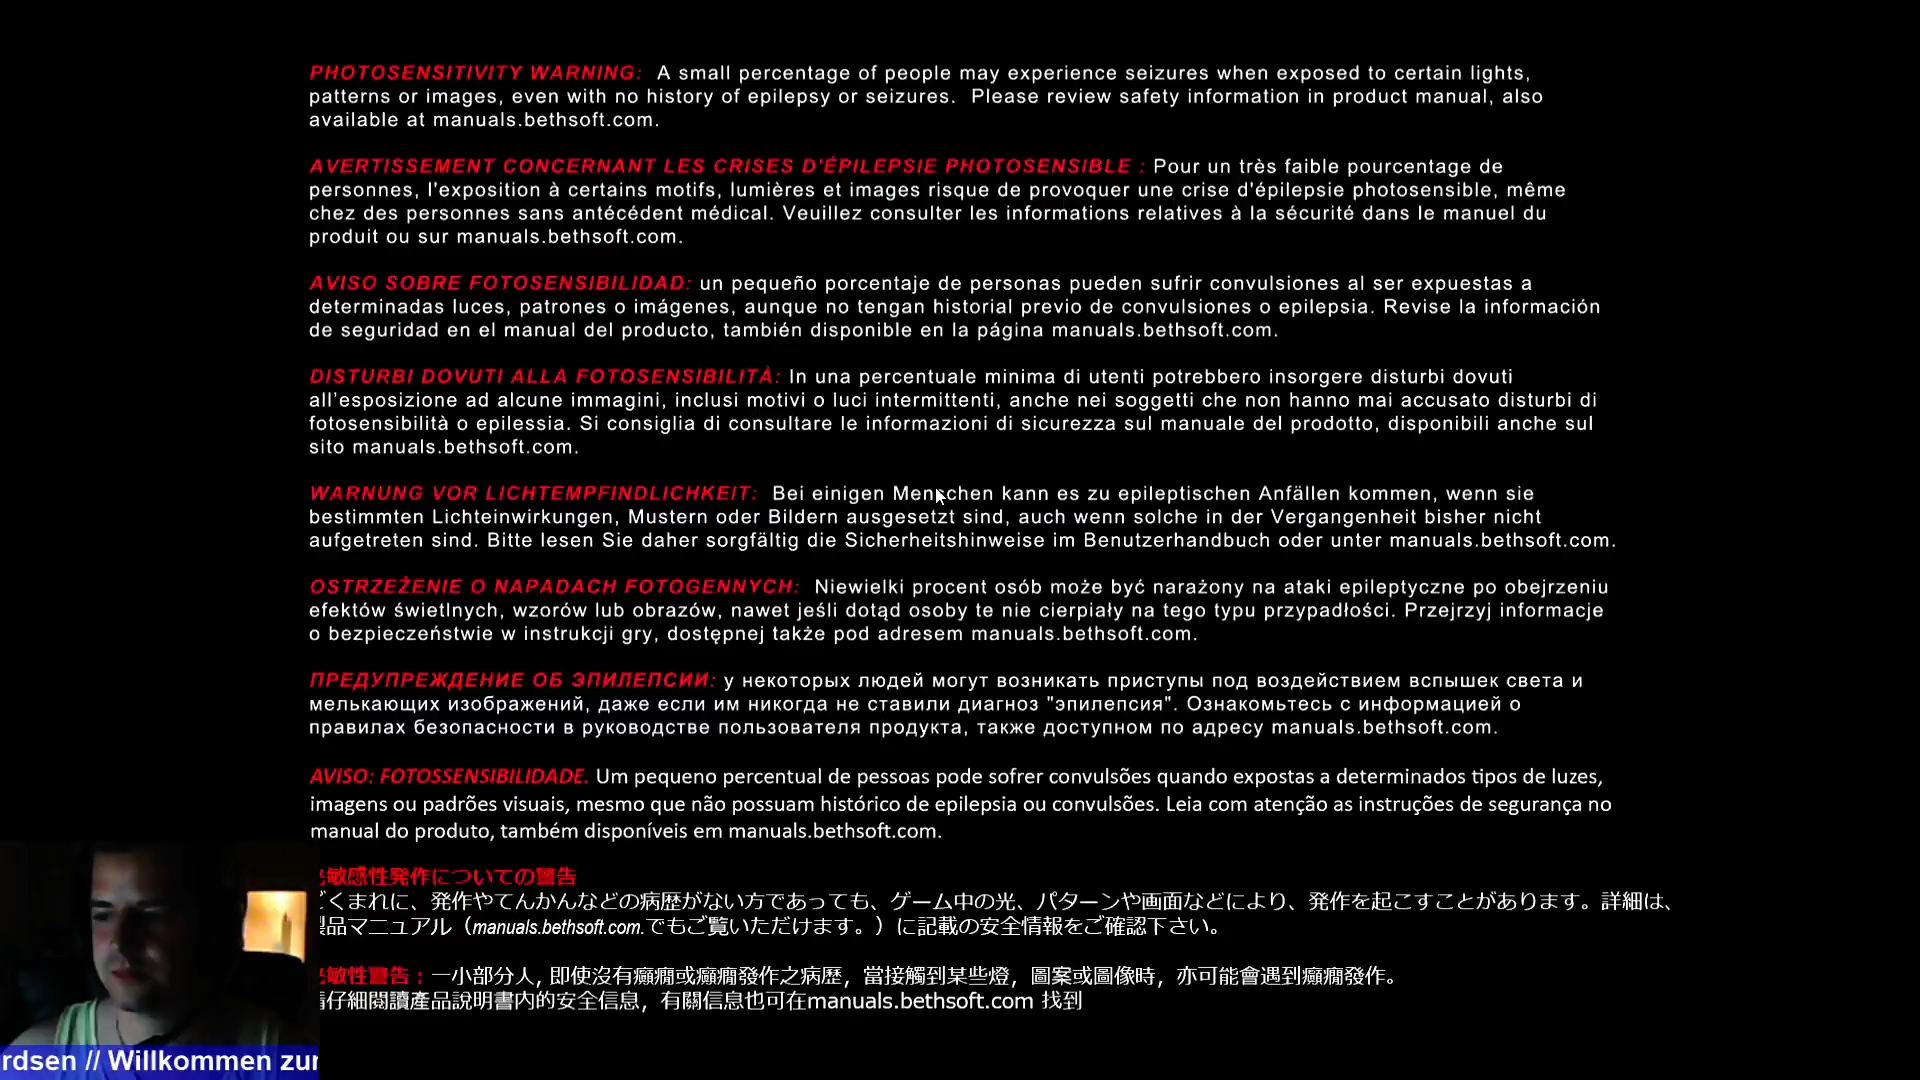 PHOTOSENSITIVITY WARNING: A small percentage of people may experience seizures when exposed to certain lights,
patterns or images, even with no history of epilepsy or seizures. Please review safety information in product manual, also
available at manuals.bethsoft.com.
AVERTISSEMENT CONCERNANT LES CRISES D'ÉPILEPSIE PHOTOSENSIBLE : Pour un très faible pourcentage de
personnes, l'exposition à certains motifs, lumières et images risque de provoquer une crise d'épilepsie photosensible, même
chez des personnes sans antécédent médical. Veuillez consulter les informations relatives à la sécurité dans le manuel du
produit ou sur manuals.bethsoft.com.
AVISO SOBRE FOTOSENSIBILIDAD: un pequeño porcentaje de personas pueden sufrir convulsiones al ser expuestas a
determinadas luces, patrones o imágenes, aunque no tengan historial previo de convulsiones o epilepsia. Revise la información
de seguridad en el manual del producto, también disponible en la página manuals.bethsoft.com.
DISTURBI DOVUTI ALLA FOTOSENSIBILITÀ: In una percentuale minima di utenti potrebbero insorgere disturbi dovuti
all'esposizione ad alcune immagini, inclusi motivi o luci intermittenti, anche nei soggetti che non hanno mai accusato disturbi di
fotosensibilità o epilessia. Si consiglia di consultare le informazioni di sicurezza sul manuale del prodotto, disponibili anche sul
sito manuals.bethsoft.com.
WARNUNG VOR LICHTEMPFINDLICHKEIT: Bei einigen Menschen kann es zu epileptischen Anfällen kommen, wenn sie
bestimmten Lichteinwirkungen, Mustern oder Bildern ausgesetzt sind, auch wenn solche in der Vergangenheit bisher nicht
aufgetreten sind. Bitte lesen Sie daher sorgfältig die Sicherheitshinweise im Benutzerhandbuch oder unter manuals.bethsoft.com.
OSTRZEŻENIE O NAPADACH FOTOGENNYCH: Niewielki procent osób może być narażony na ataki epileptyczne po obejrzeniu
efektów świetlnych, wzorów lub obrazów, nawet jeśli dotąd osoby te nie cierpiały na tego typu przypadłości. Przejrzyj informacje
o bezpieczeństwie w instrukcji gry, dostępnej także pod adresem manuals.bethsoft.com.
ПРЕДУПРЕЖДЕНИЕ ОБ ЭПИЛЕПСИИ: у некоторых людей могут возникать приступы под воздействием вспышек света и
мелькающих изображений, даже если им никогда не ставили диагноз "эпилепсия". Ознакомьтесь с информацией о
правилах безопасности в руководстве пользователя продукта, также доступном по адресу manuals.bethsoft.com.
AVISO: FOTOSSENSIBILIDADE. Um pequeno percentual de pessoas pode sofrer convulsões quando expostas a determinados tipos de luzes,
imagens ou padrões visuais, mesmo que não possuam histórico de epilepsia ou convulsões. Leia com atenção as instruções de segurança no
manual do produto, também disponíveis em manuals.bethsoft.com.
敏感性発作についての警告
くまれに、発作やてんかんなどの病歴がない方であっても、ゲーム中の光、パターンや画面などにより、発作を起こすことがあります。詳細は、
品マニュアル（manuals.bethsoft.com.でもご覧いただけます。）に記載の安全情報をご確認下さい。
敏性警告：一小部分人, 即使沒有癲癇或癲癇發作之病歷，當接觸到某些燈，圖案或圖像時，亦可能會遇到癲癇發作。
仔細閱讀產品說明書內的安全信息，有關信息也可在manuals.bethsoft.com 找到
rdsen // Willkommen zur